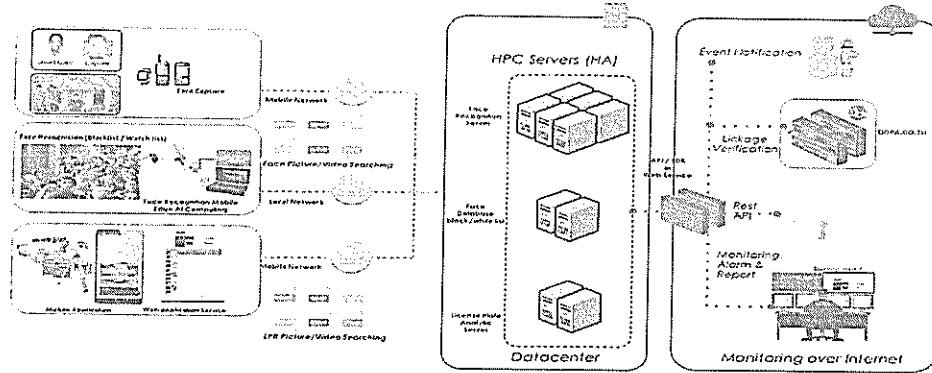 Face Capture
Mobile Network
Face Recognition (Blacklist / Watch list)
Face Picture/Video Searching
Face Recognition Mobile
Edge AI Computing
Local Network
Mobile Network
Mobile Application
Web Application Service
LPR Picture/Video Searching
HPC Servers (HA)
Face
Recognition
Server
Face
Database
Black/white list
License Plate
Analytic
Server
Datacenter
API / SDK
or
Web Service
Event Notification
Linkage
Verification
Rest
API
Monitoring,
Alarm &
Report
Monitoring over Internet